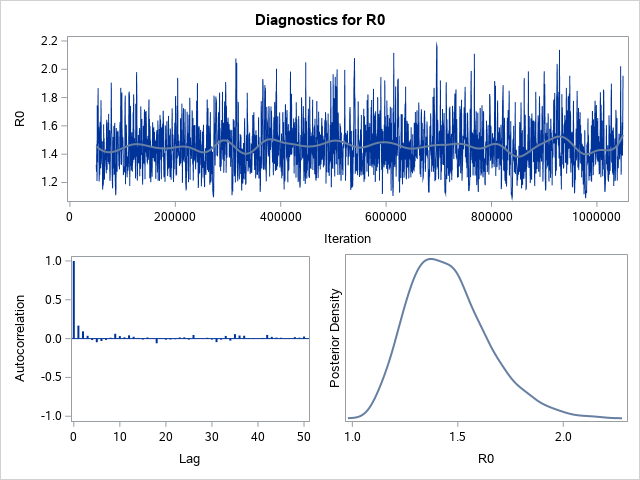 Diagnostics for R0
2.2
2.0
1.8
1.6
1.4
1.2
R0
0 200000 400000 600000 800000 1000000
Iteration
1.0
0.5
0.0
-0.5
-1.0
Autocorrelation
0 10 20 30 40 50
Lag
Posterior Density
1.0 1.5 2.0
R0